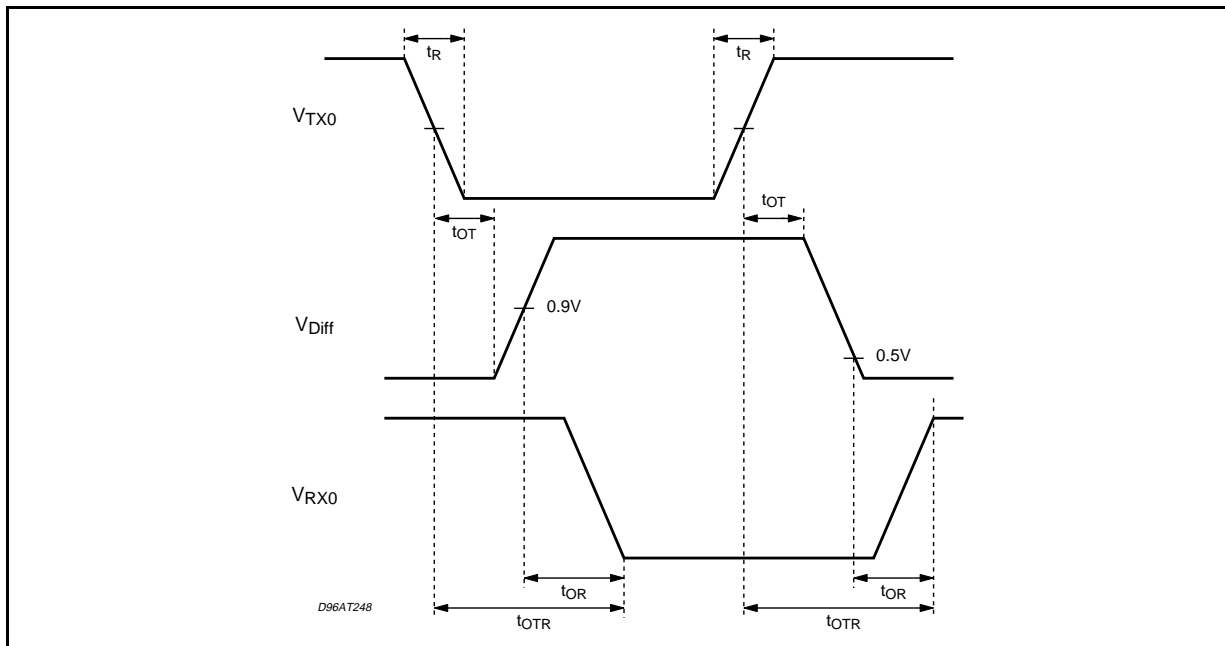 tR tR
VTX0
tOT tOT
0.9V
VDiff
0.5V
VRX0
tOR tOR
D96AT248
tOTR tOTR